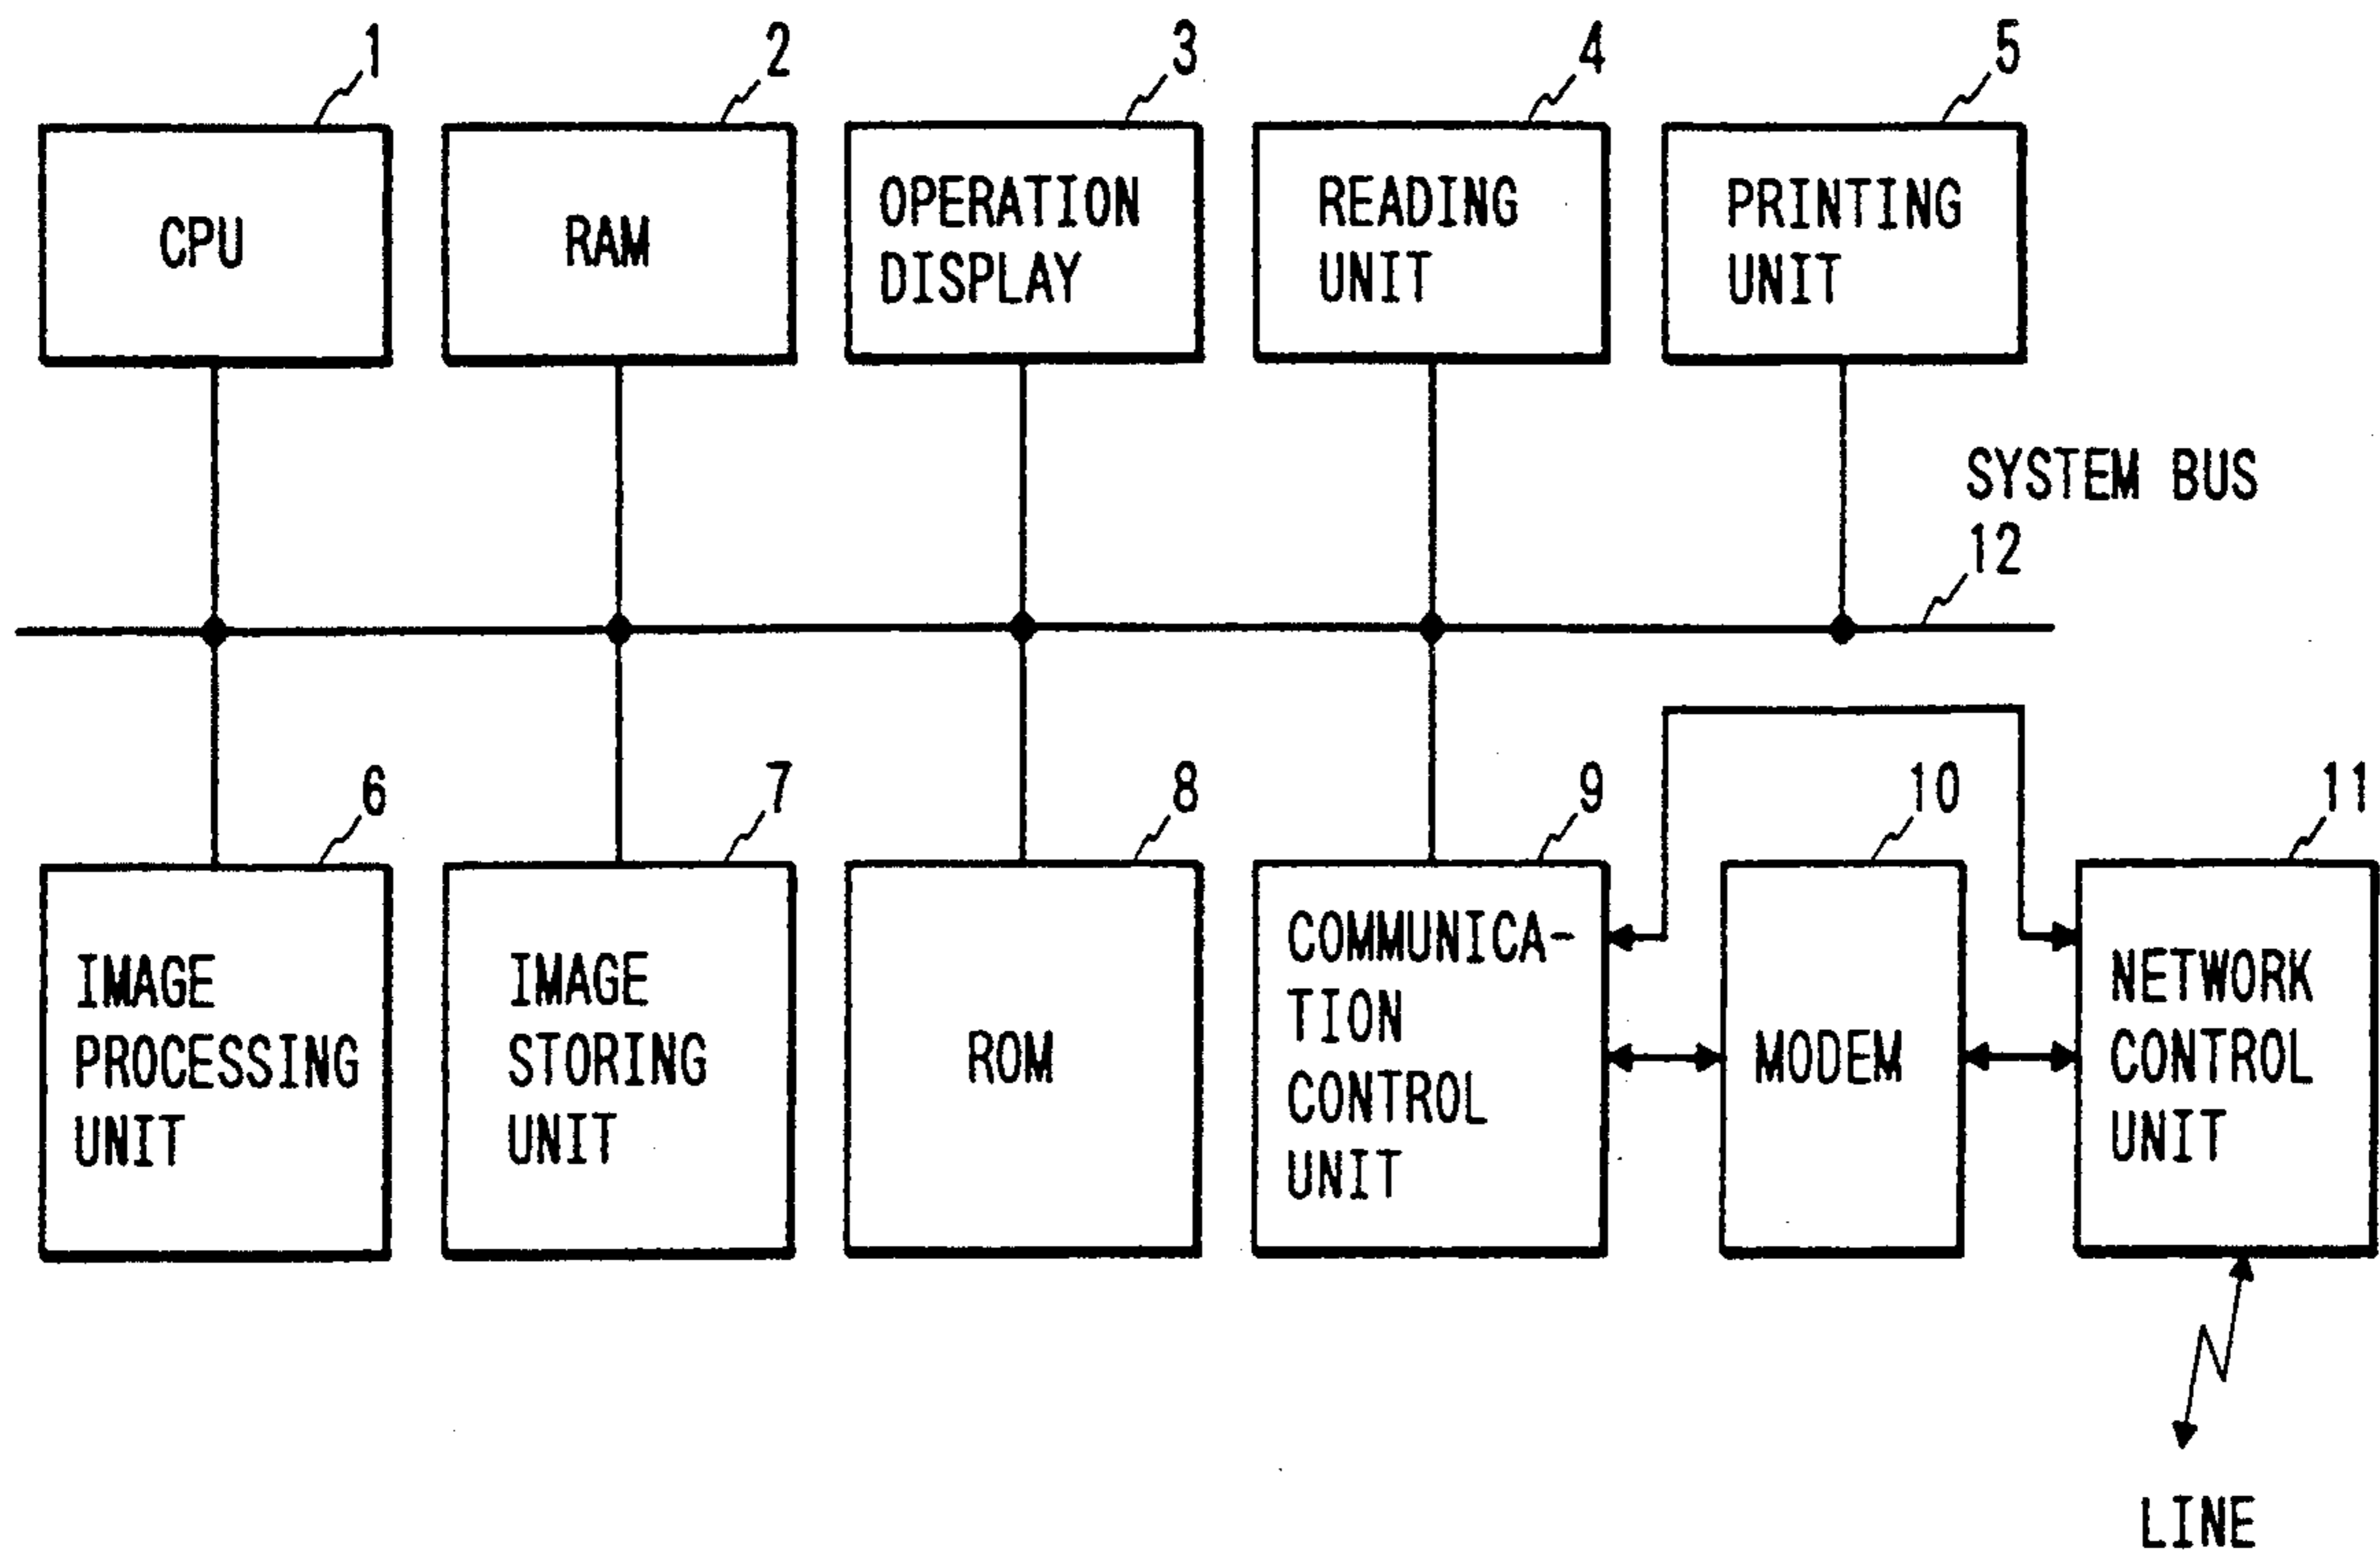 1
2
3
4
5
CPU
RAM
OPERATION
DISPLAY
READING
UNIT
PRINTING
UNIT
SYSTEM BUS
12
6
7
8
9
10
11
IMAGE
PROCESSING
UNIT
IMAGE
STORING
UNIT
ROM
COMMUNICA-
TION
CONTROL
UNIT
MODEM
NETWORK
CONTROL
UNIT
LINE